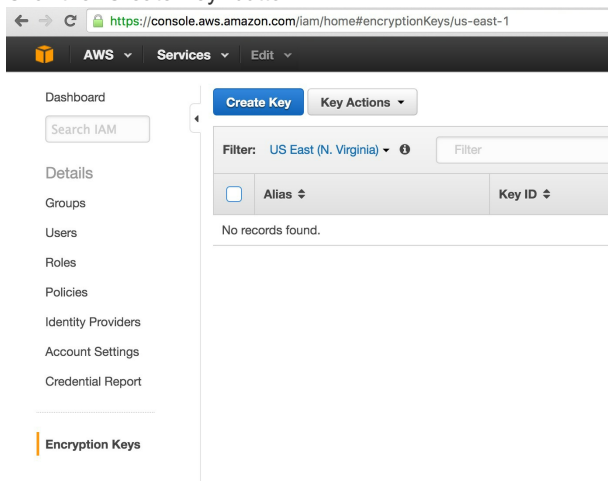 https://console.aws.amazon.com/iam/home#encryptionKeys/us-east-1
AWS Services Edit
Dashboard
Search IAM
Details
Groups
Users
Roles
Policies
Identity Providers
Account Settings
Credential Report
Encryption Keys
Create Key Key Actions
Filter: US East (N. Virginia) Filter
Alias Key ID
No records found.